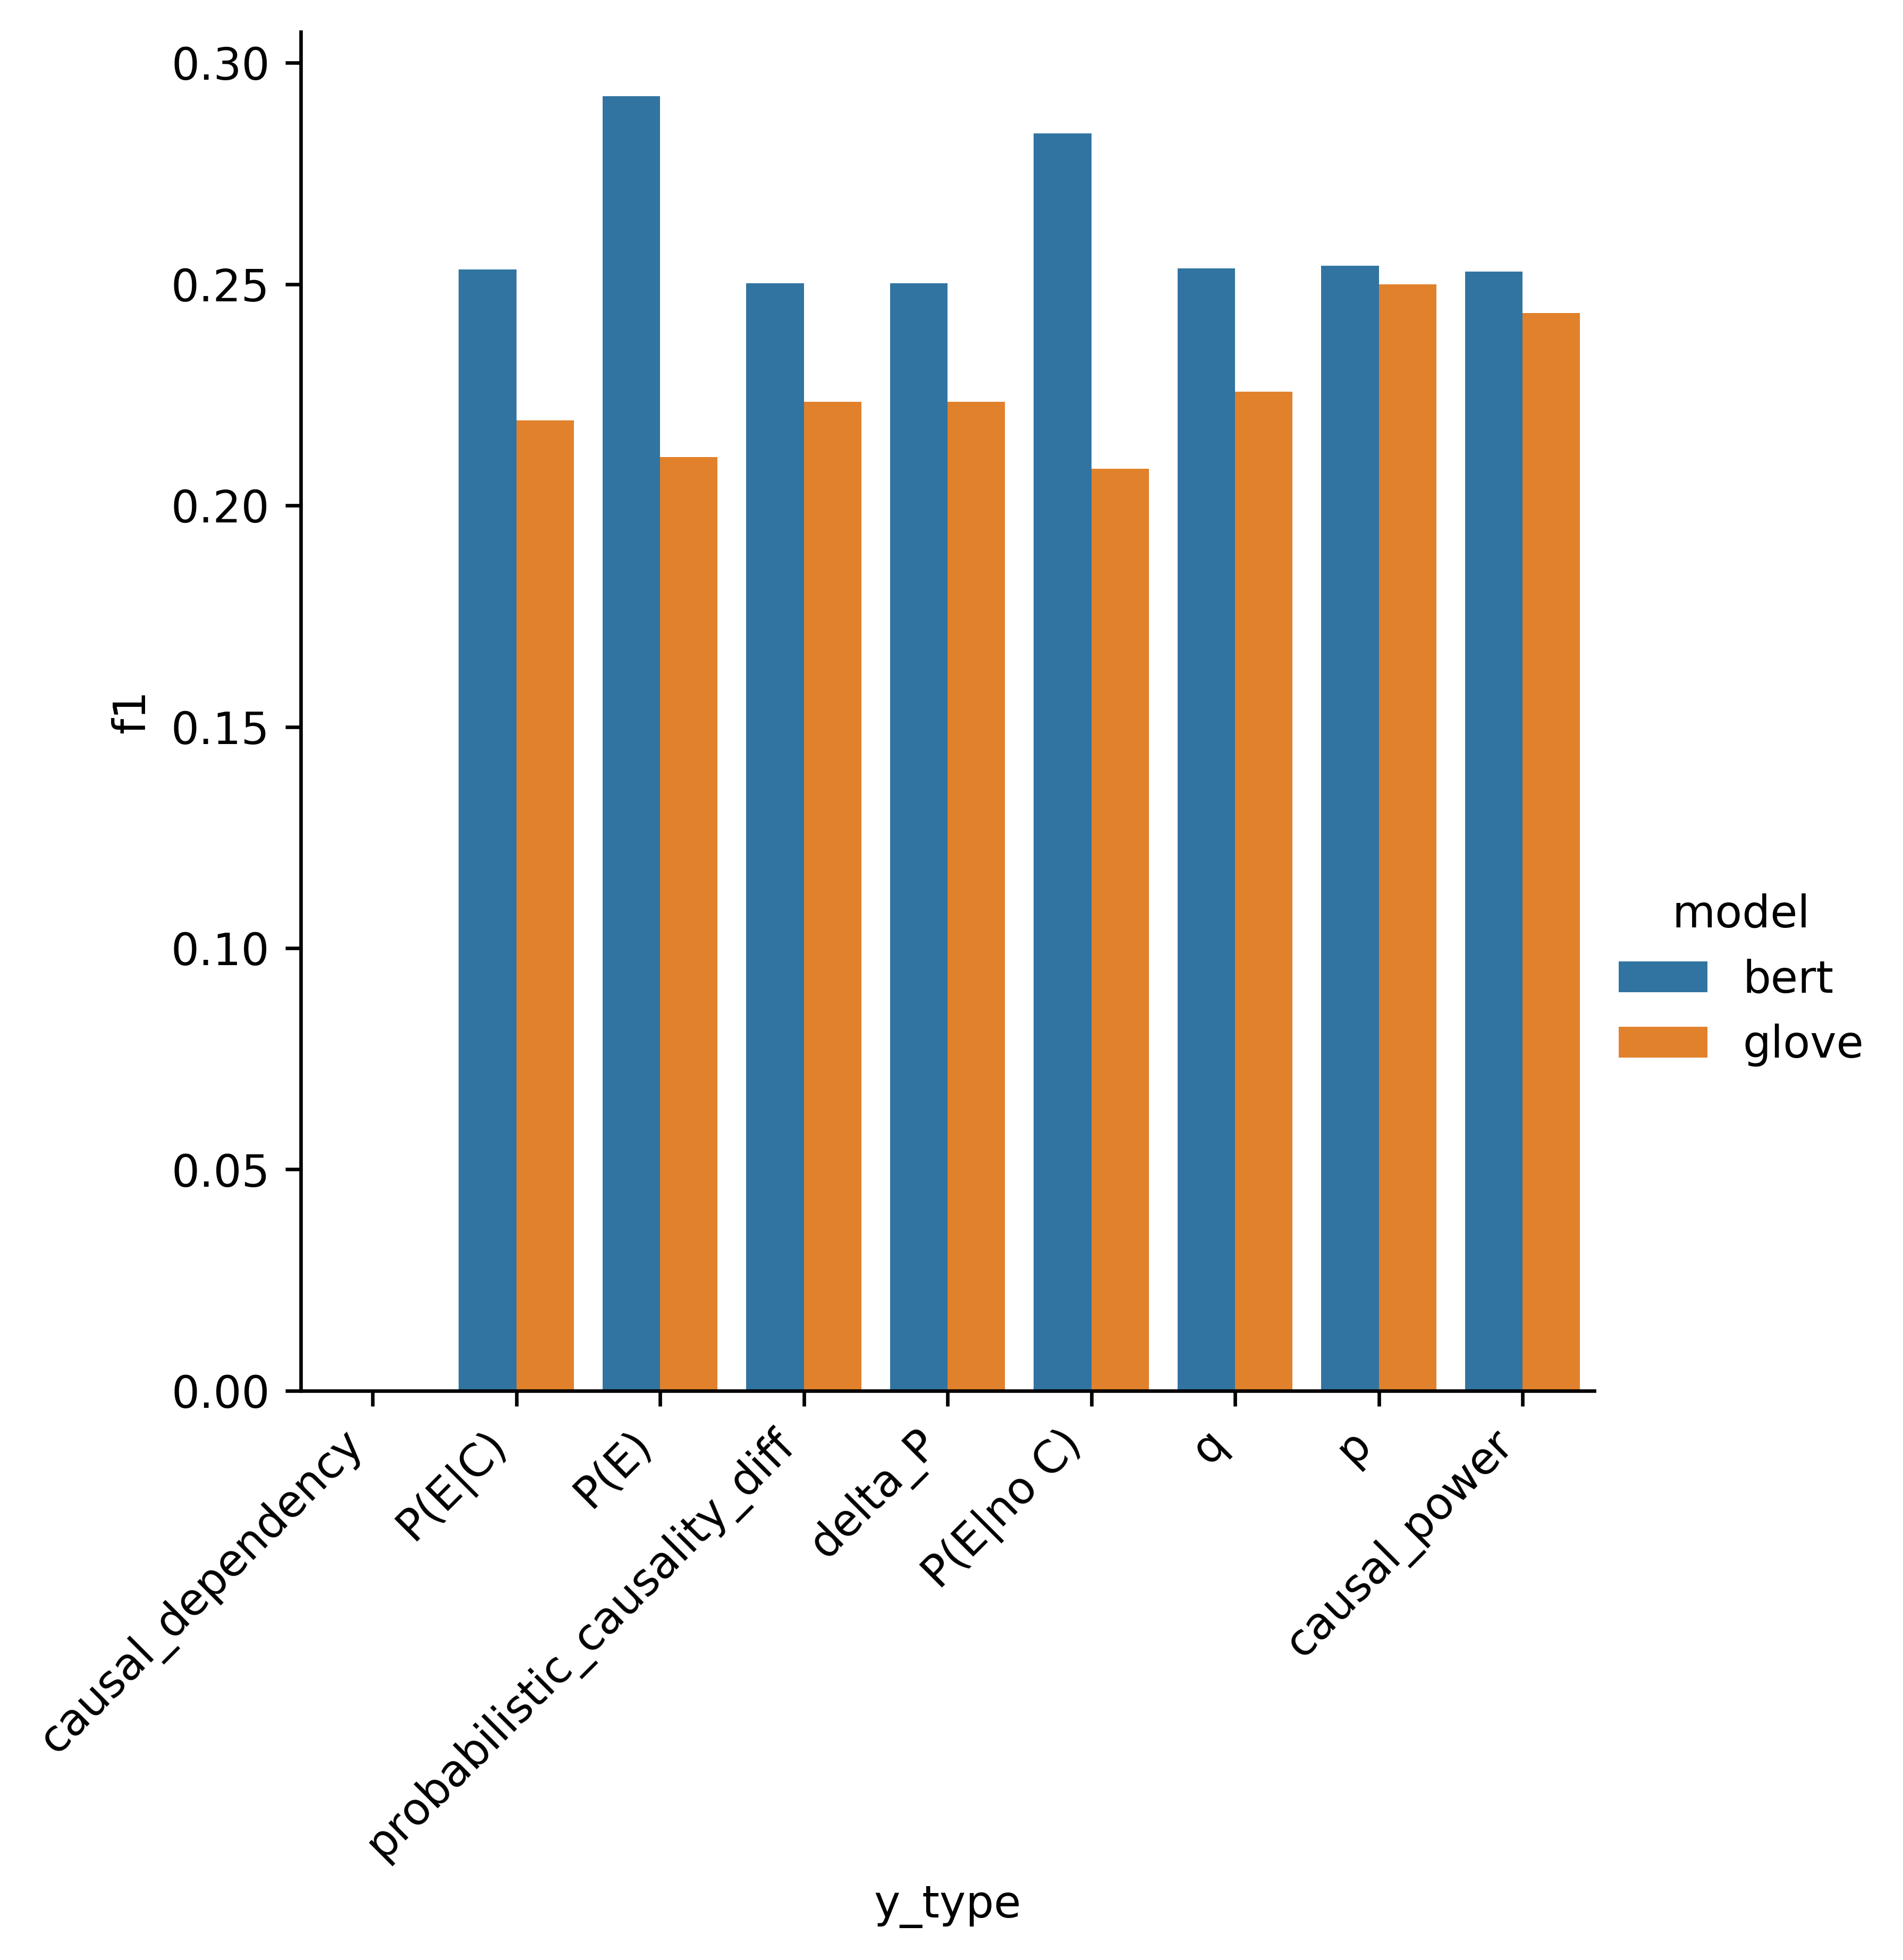 0.30
0.25
0.20
0.15
0.10
0.05
0.00
f1
causal_dependency
P(E|C)
P(E)
probabilistic_causality_diff
delta_P
P(E|no C)
q
p
causal_power
y_type
model
bert
glove